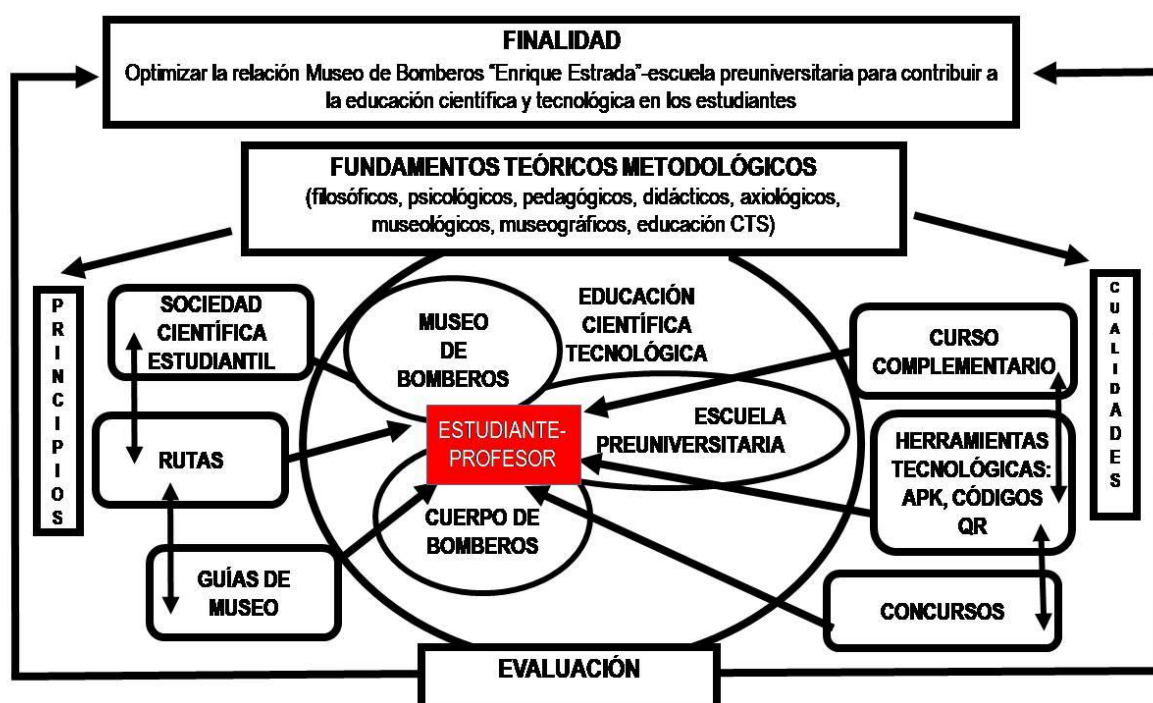 FINALIDAD
Optimizar la relación Museo de Bomberos "Enrique Estrada"-escuela preuniversitaria para contribuir a
la educación científica y tecnológica en los estudiantes
FUNDAMENTOS TEÓRICOS METODOLÓGICOS
(filosóficos, psicológicos, pedagógicos, didácticos, axiológicos,
museológicos, museográficos, educación CTS)
PRINCIPIOS
SOCIEDAD
CIENTÍFICA
ESTUDIANTIL
RUTAS
GUÍAS DE
MUSEO
MUSEO
DE
BOMBEROS
EDUCACIÓN
CIENTÍFICA
TECNOLÓGICA
ESTUDIANTE-
PROFESOR
ESCUELA
PREUNIVERSITARIA
CUERPO DE
BOMBEROS
CURSO
COMPLEMENTARIO
HERRAMIENTAS
TECNOLÓGICAS:
APK, CÓDIGOS
QR
CONCURSOS
CUALIDADES
EVALUACIÓN